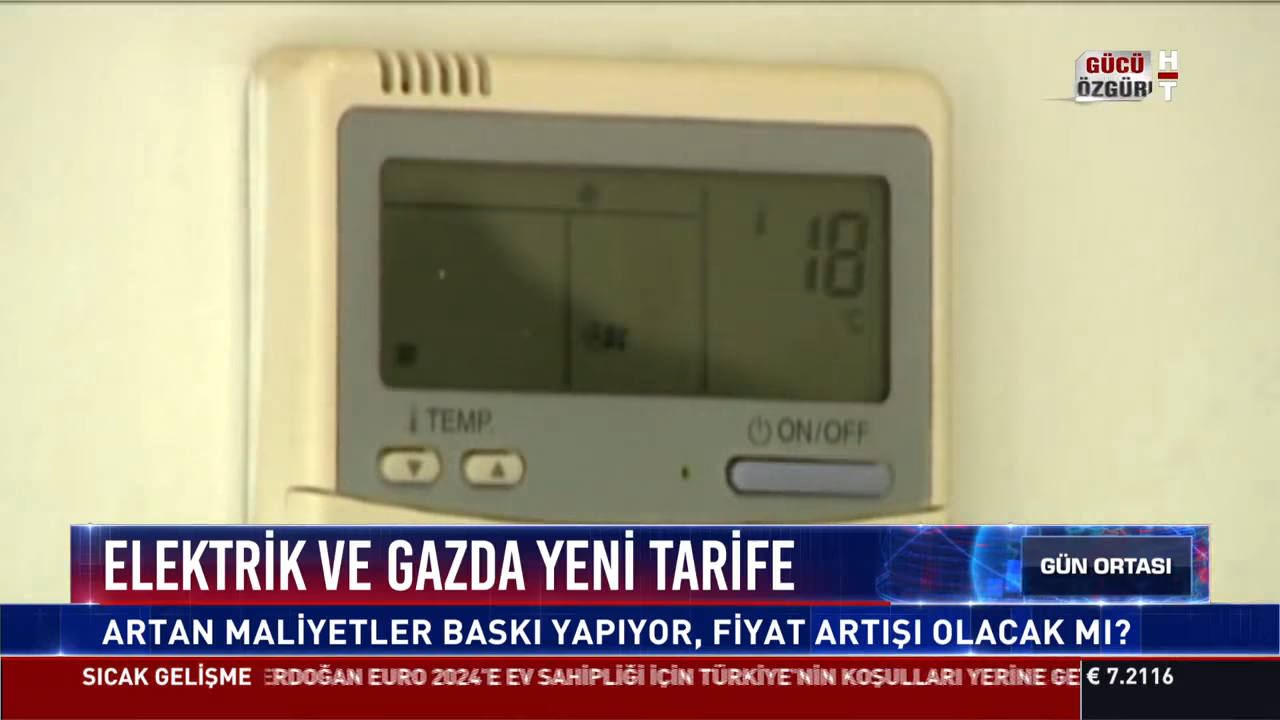 GÜCÜ
ÖZGÜR
HT
18
°C
TEMP.
ON/OFF
ELEKTRİK VE GAZDA YENİ TARİFE
GÜN ORTASI
ARTAN MALİYETLER BASKI YAPIYOR, FİYAT ARTIŞI OLACAK MI?
SICAK GELİŞME
ERDOĞAN EURO 2024'E EV SAHİPLİĞİ İÇİN TÜRKİYE'NİN KOŞULLARI YERİNE GE
€ 7.2116